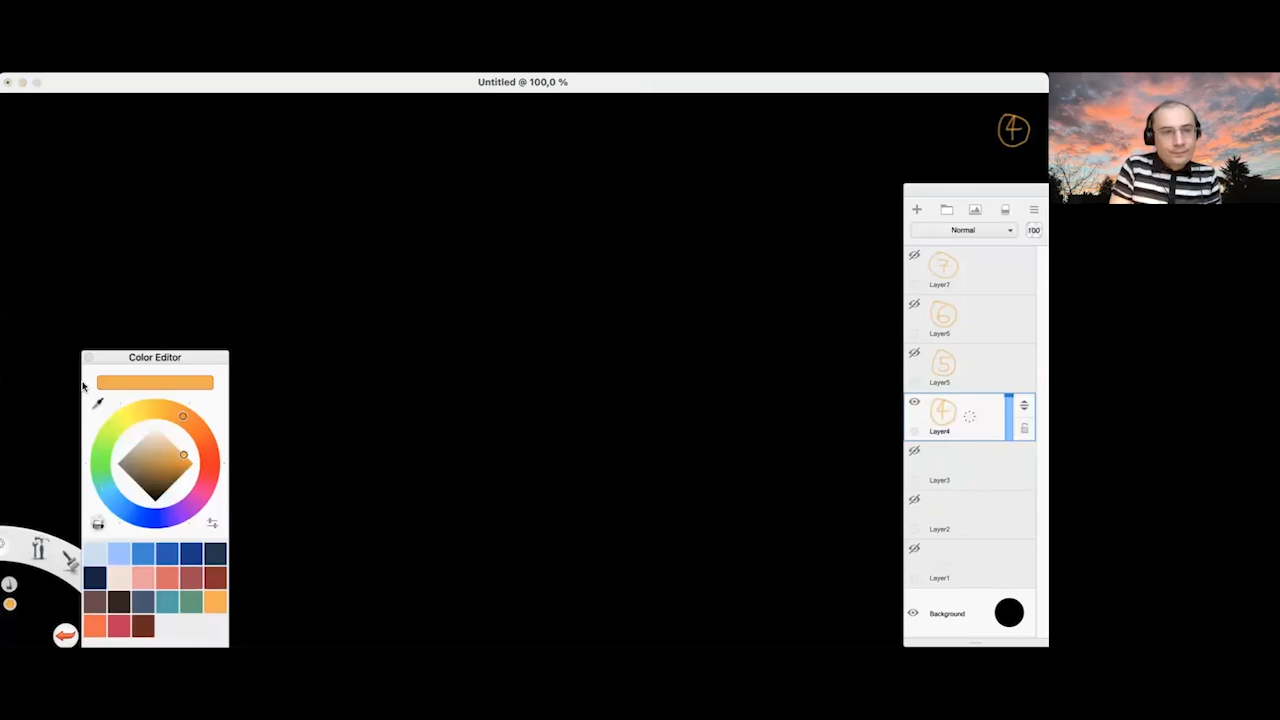 Untitled @ 100,0 %
4
Normal
100
7
Layer7
6
Layer6
5
Layer5
4
Layer4
Layer3
Layer2
Layer1
Background
Color Editor